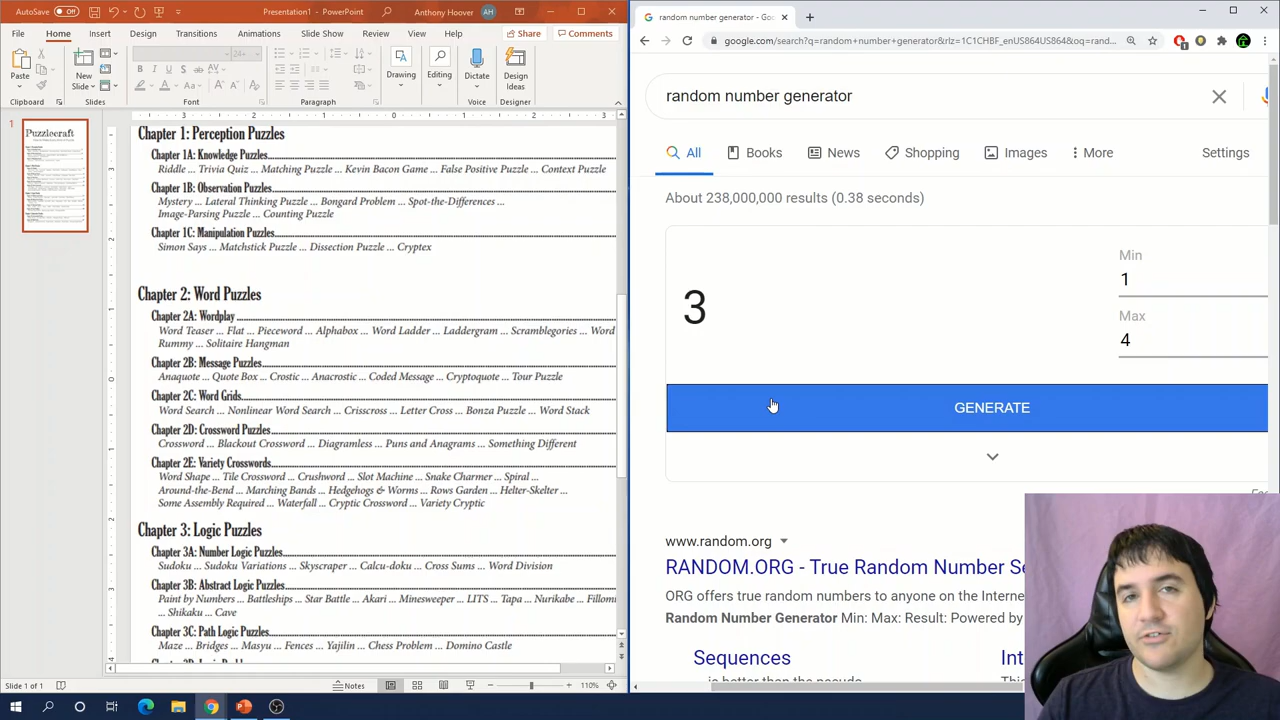 AutoSave Off Presentation1 - PowerPoint Anthony Hoover AH
File Home Insert Design Transitions Animations Slide Show Review View Help Share Comments
Paste New Slides Drawing Editing Dictate Design Ideas
Clipboard Slides Font Paragraph Voice Designer
3 2 1 0 1 2 3
1
Puzzlecraft
Chapter 1: Perception Puzzles
Chapter 1A: Knowledge Puzzles
Riddle ... Trivia Quiz ... Matching Puzzle ... Kevin Bacon Game ... False Positive Puzzle ... Context Puzzle
Chapter 1B: Observation Puzzles
Mystery ... Lateral Thinking Puzzle ... Bongard Problem ... Spot-the-Differences ...
Image-Pairing Puzzle ... Counting Puzzle
Chapter 1C: Manipulation Puzzles
Simon Says ... Matchstick Puzzle ... Dissection Puzzle ... Cryptex
Chapter 2: Word Puzzles
Chapter 2A: Wordplay
Word Teaser ... Flat ... Pieceword ... Alphabox ... Word Ladder ... Laddergram ... Scramblegories ... Word
Rummy ... Solitaire Hangman
Chapter 2B: Message Puzzles
Anaquote ... Quote Box ... Crostic ... Anacrostic ... Coded Message ... Cryptoquote ... Tour Puzzle
Chapter 2C: Word Grids
Word Search ... Nonlinear Word Search ... Crisscross ... Letter Cross ... Bonza Puzzle ... Word Stack
Chapter 2D: Crossword Puzzles
Crossword ... Blackout Crossword ... Diagramless ... Puns and Anagrams ... Something Different
Chapter 2E: Variety Crosswords
Word Shape ... Tile Crossword ... Crushword ... Slot Machine ... Snake Charmer ... Spiral ...
Around-the-Bend ... Marching Bands ... Hedgehogs & Worms ... Rows Garden ... Helter-Skelter ...
Some Assembly Required ... Waterfall ... Cryptic Crossword ... Variety Cryptic
Chapter 3: Logic Puzzles
Chapter 3A: Number Logic Puzzles
Sudoku ... Sudoku Variations ... Skyscraper ... Calcu-doku ... Cross Sums ... Word Division
Chapter 3B: Abstract Logic Puzzles
Paint by Numbers ... Battleships ... Star Battle ... Akari ... Minesweeper ... LITS ... Tapa ... Nurikabe ... Fillom
... Shikaku ... Cave
Chapter 3C: Path Logic Puzzles
Maze ... Bridges ... Masyu ... Fences ... Yajilin ... Chess Problem ... Domino Castle
Slide 1 of 1 Notes 110%
random number generator - Goo
google.com/search?q=random+number+generator&rlz=1C1CHBF_enUS864US864&oq=rand...
random number generator
All Books News Shopping Images More Settings
results (0.38 seconds)
3
Min
1
Max
4
GENERATE
www.random.org
RANDOM.ORG - True Random Number Se
ORG offers true random numbers to anyone on the Interne
Random Number Generator Min: Max: Result: Powered by
Sequences Int